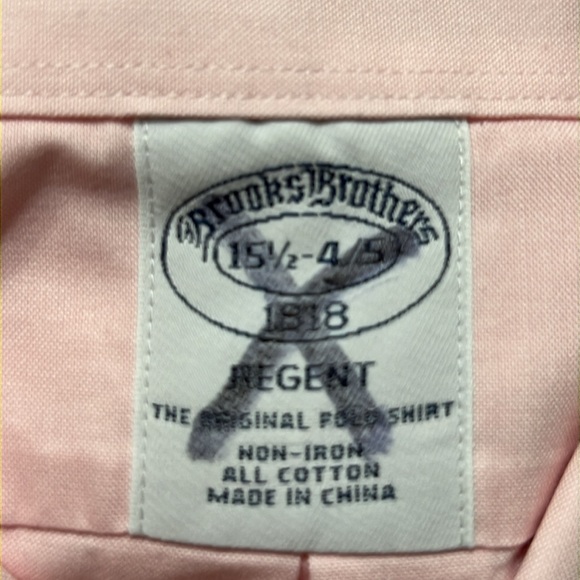 Brooks Brothers
15½-4/5
1818
REGENT
THE ORIGINAL POLO SHIRT
NON-IRON
ALL COTTON
MADE IN CHINA